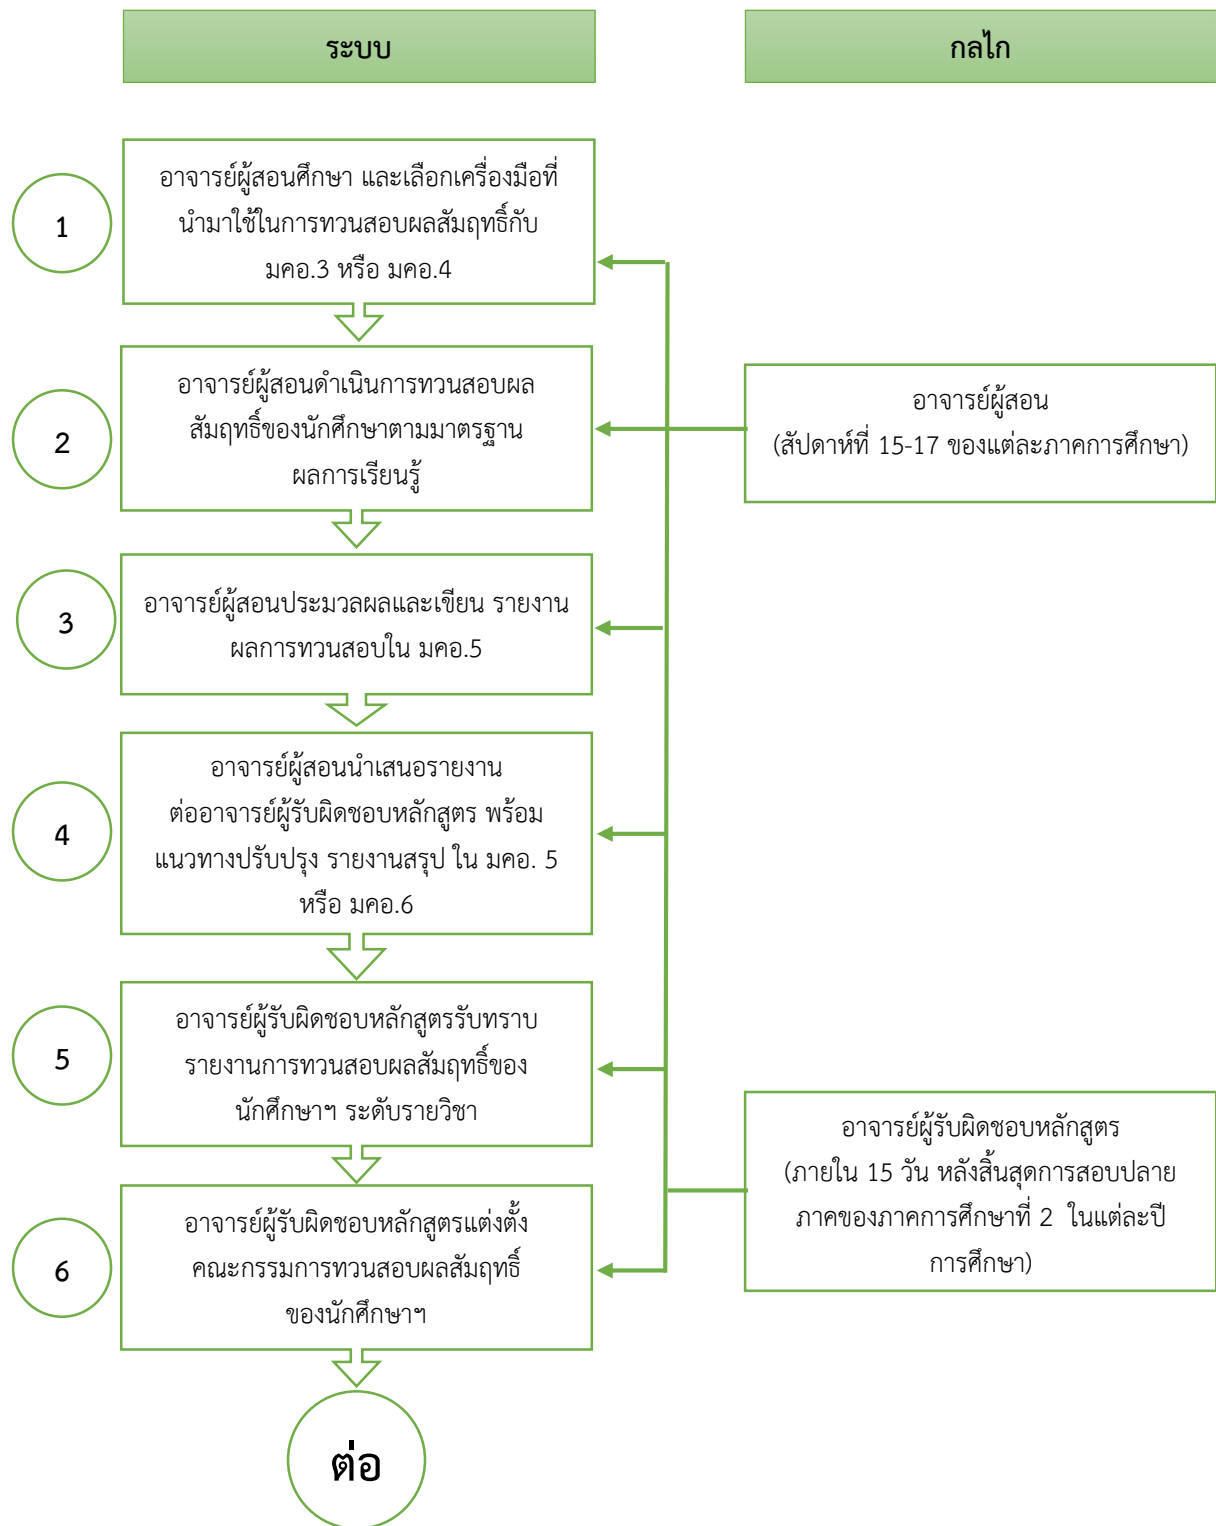 ระบบ
กลไก
1
อาจารย์ผู้สอนศึกษา และเลือกเครื่องมือที่
นำมาใช้ในการทวนสอบผลสัมฤทธิ์กับ
มคอ.3 หรือ มคอ.4
2
อาจารย์ผู้สอนดำเนินการทวนสอบผล
สัมฤทธิ์ของนักศึกษาตามมาตรฐาน
ผลการเรียนรู้
อาจารย์ผู้สอน
(สัปดาห์ที่ 15-17 ของแต่ละภาคการศึกษา)
3
อาจารย์ผู้สอนประมวลผลและเขียน รายงาน
ผลการทวนสอบใน มคอ.5
4
อาจารย์ผู้สอนนำเสนอรายงาน
ต่ออาจารย์ผู้รับผิดชอบหลักสูตร พร้อม
แนวทางปรับปรุง รายงานสรุป ใน มคอ. 5
หรือ มคอ.6
5
อาจารย์ผู้รับผิดชอบหลักสูตรรับทราบ
รายงานการทวนสอบผลสัมฤทธิ์ของ
นักศึกษาฯ ระดับรายวิชา
อาจารย์ผู้รับผิดชอบหลักสูตร
(ภายใน 15 วัน หลังสิ้นสุดการสอบปลาย
ภาคของภาคการศึกษาที่ 2 ในแต่ละปี
การศึกษา)
6
อาจารย์ผู้รับผิดชอบหลักสูตรแต่งตั้ง
คณะกรรมการทวนสอบผลสัมฤทธิ์
ของนักศึกษาฯ
ต่อ